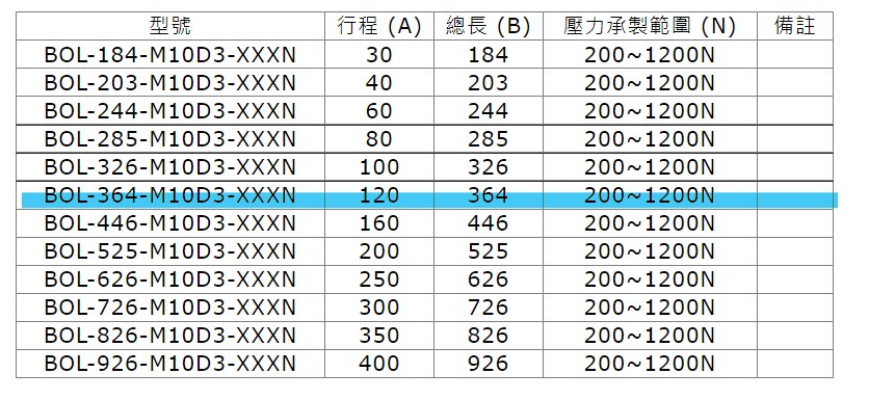 型號 行程 (A) 總長 (B) 壓力承製範圍 (N) 備註
BOL-184-M10D3-XXXN 30 184 200~1200N
BOL-203-M10D3-XXXN 40 203 200~1200N
BOL-244-M10D3-XXXN 60 244 200~1200N
BOL-285-M10D3-XXXN 80 285 200~1200N
BOL-326-M10D3-XXXN 100 326 200~1200N
BOL-364-M10D3-XXXN 120 364 200~1200N
BOL-446-M10D3-XXXN 160 446 200~1200N
BOL-525-M10D3-XXXN 200 525 200~1200N
BOL-626-M10D3-XXXN 250 626 200~1200N
BOL-726-M10D3-XXXN 300 726 200~1200N
BOL-826-M10D3-XXXN 350 826 200~1200N
BOL-926-M10D3-XXXN 400 926 200~1200N